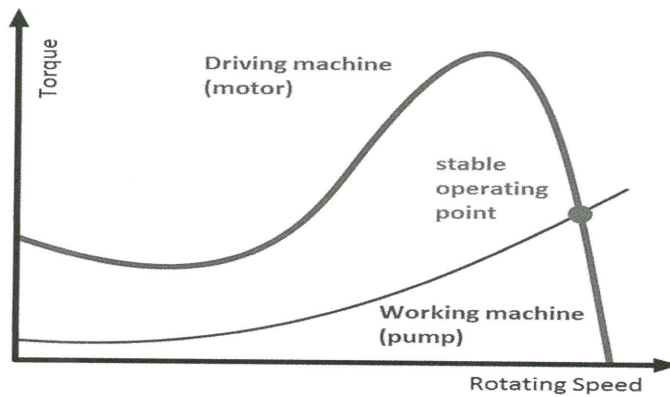 Torque
Driving machine
(motor)
stable
operating
point
Working machine
(pump)
Rotating Speed